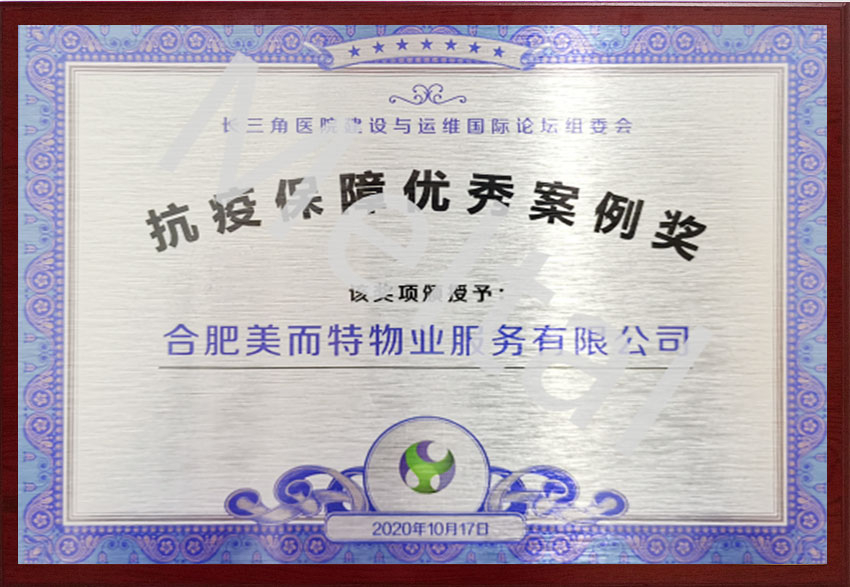 长三角医院建设与运维国际论坛组委会
抗疫保障优秀案例奖
该奖项颁授予：
合肥美而特物业服务有限公司
2020年10月17日
Meital